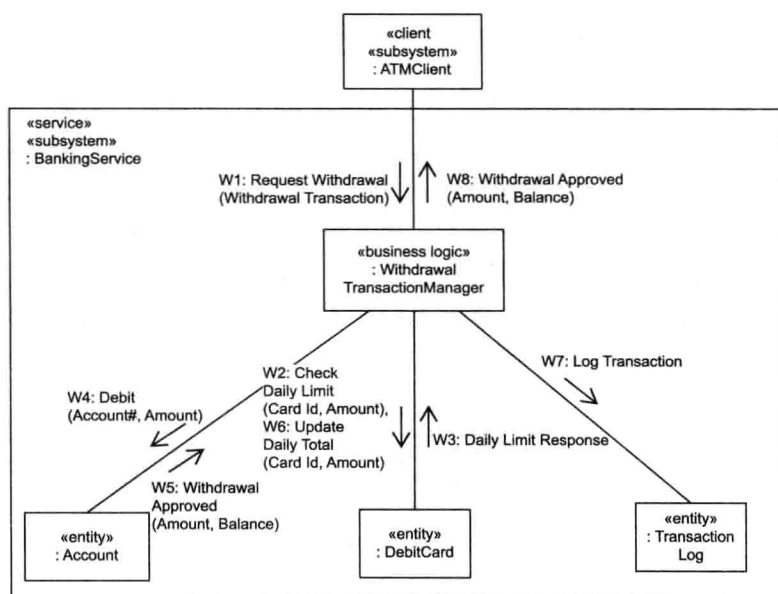 «client
«subsystem»
: ATMClient
«service»
«subsystem»
: BankingService
W1: Request Withdrawal
(Withdrawal Transaction)
W8: Withdrawal Approved
(Amount, Balance)
«business logic»
: Withdrawal
TransactionManager
W2: Check
Daily Limit
(Card Id, Amount),
W6: Update
Daily Total
(Card Id, Amount)
W7: Log Transaction
W4: Debit
(Account#, Amount)
W3: Daily Limit Response
W5: Withdrawal
Approved
(Amount, Balance)
«entity»
: Account
«entity»
: DebitCard
«entity»
: Transaction
Log